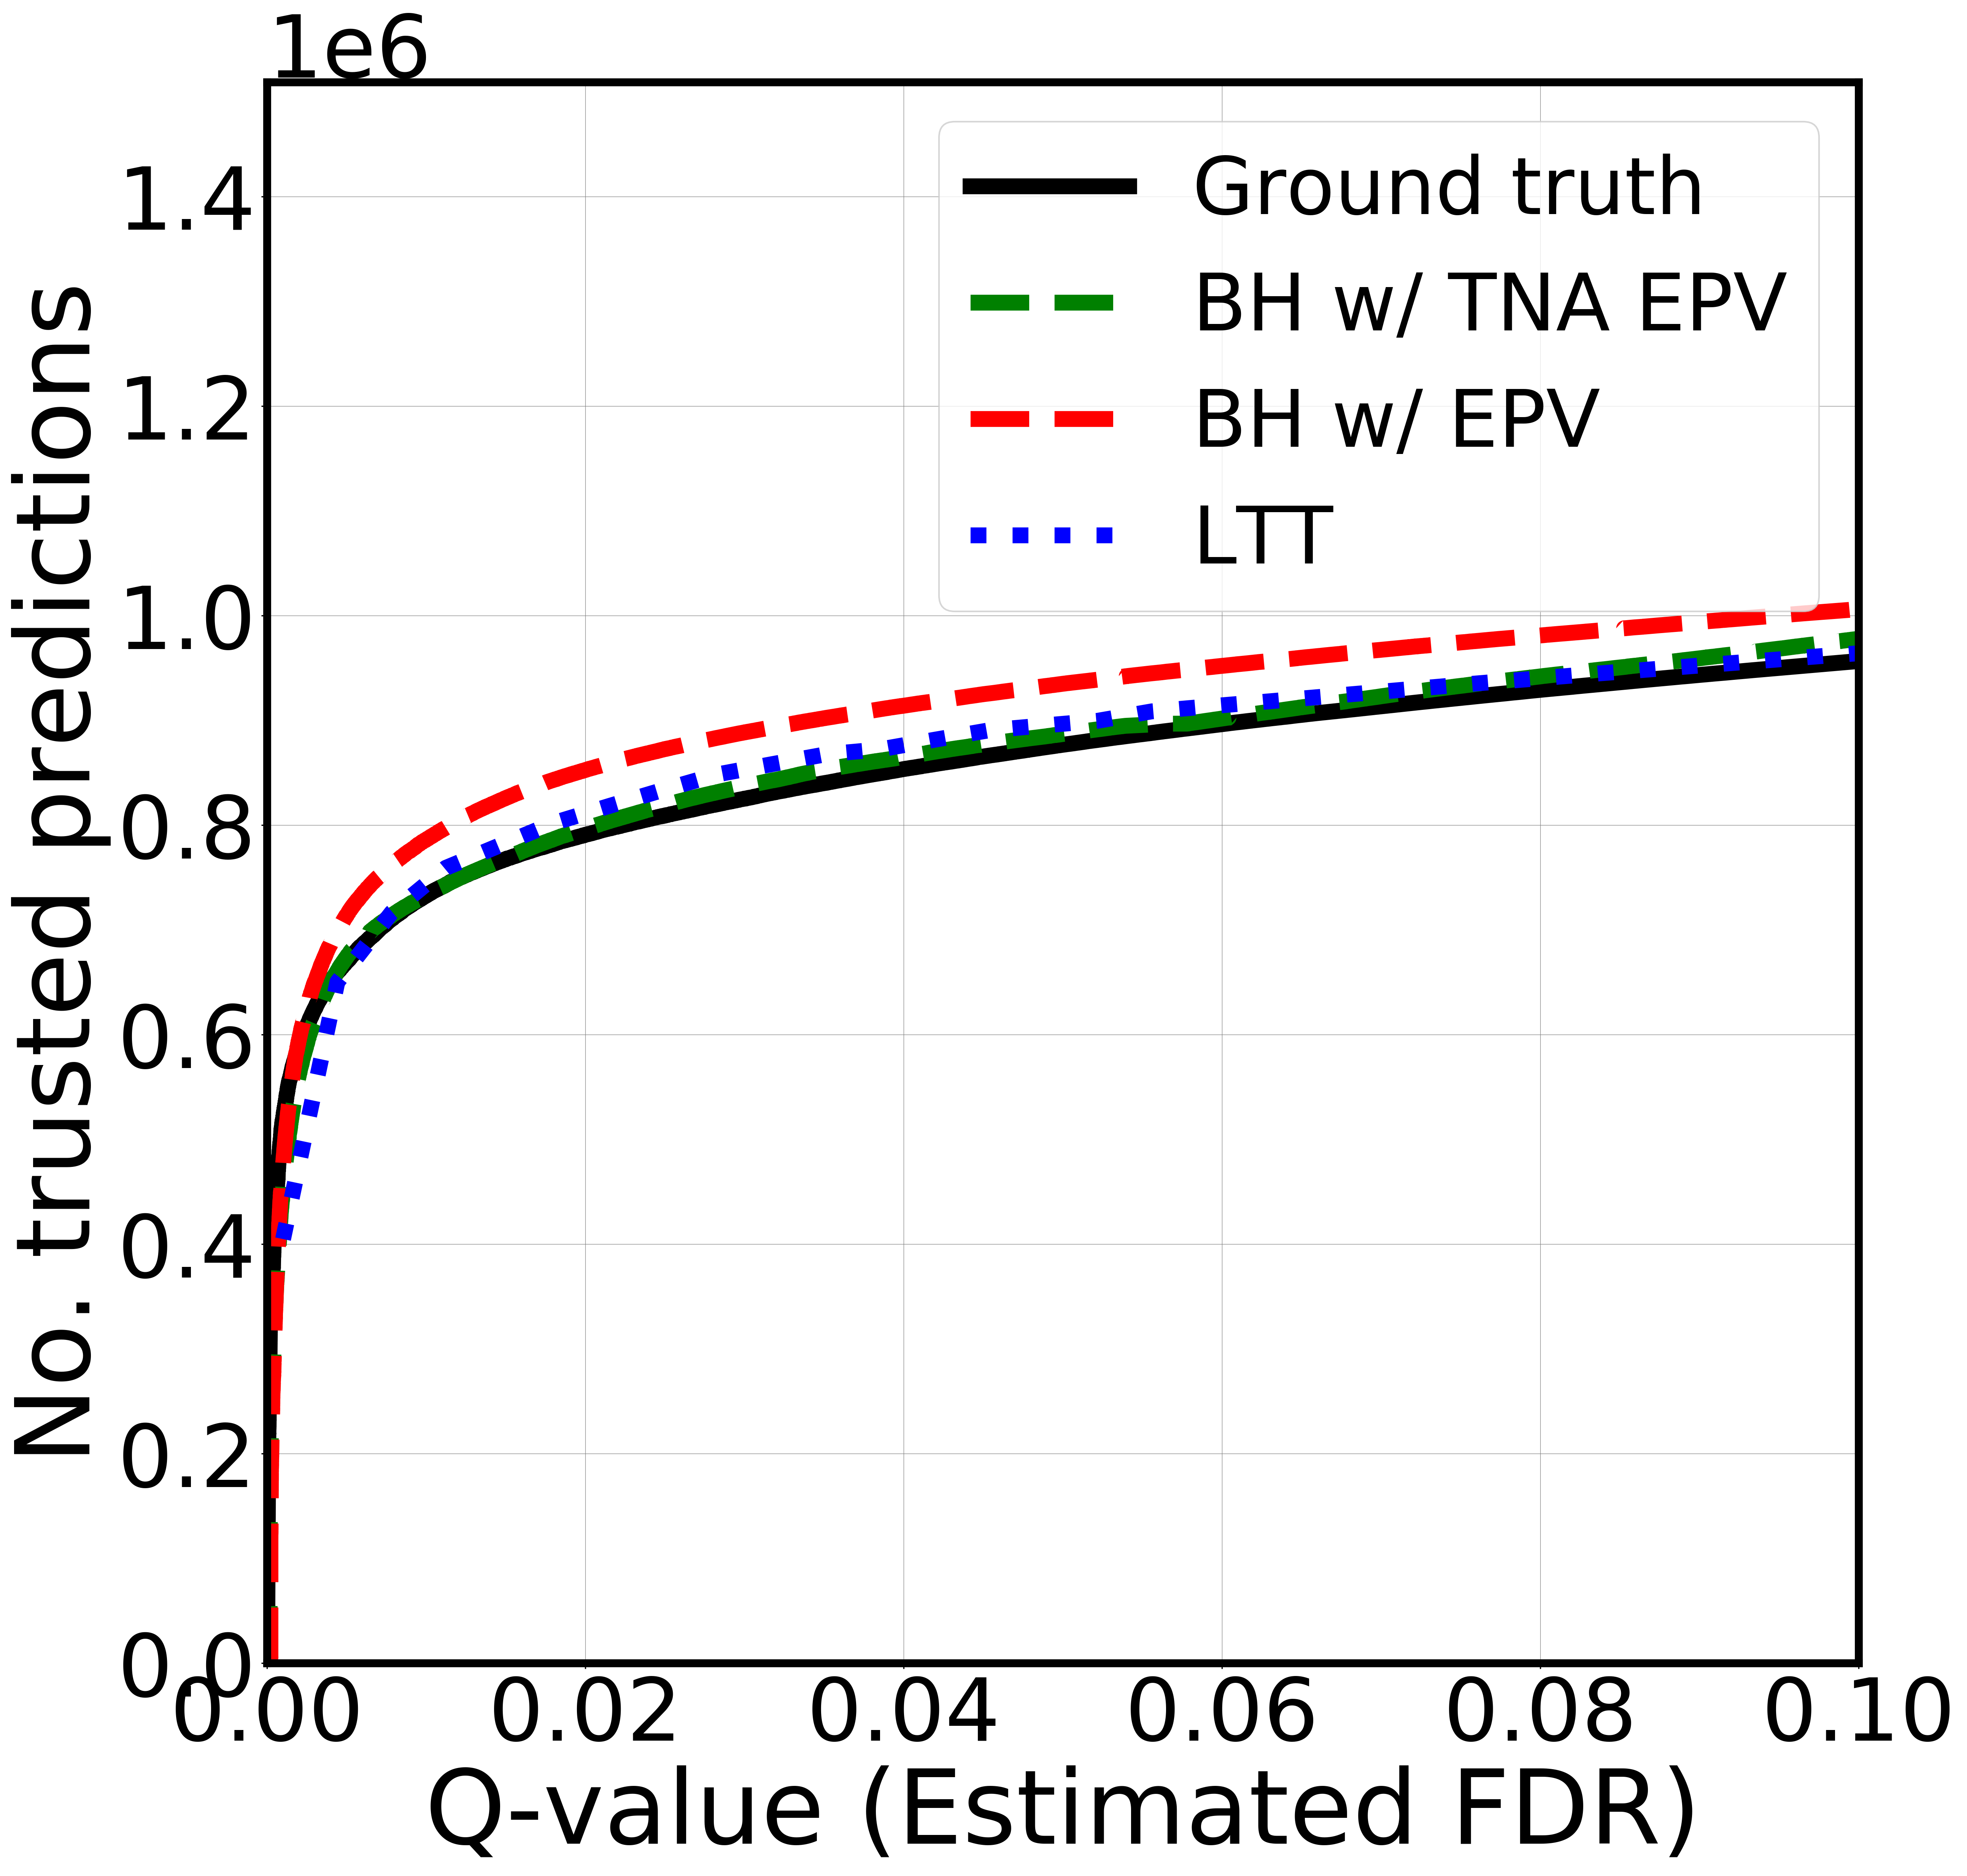 1e6
No. trusted predictions
1.4
1.2
1.0
0.8
0.6
0.4
0.2
0.0
Ground truth
BH w/ TNA EPV
BH w/ EPV
LTT
0.00 0.02 0.04 0.06 0.08 0.10
Q-value (Estimated FDR)